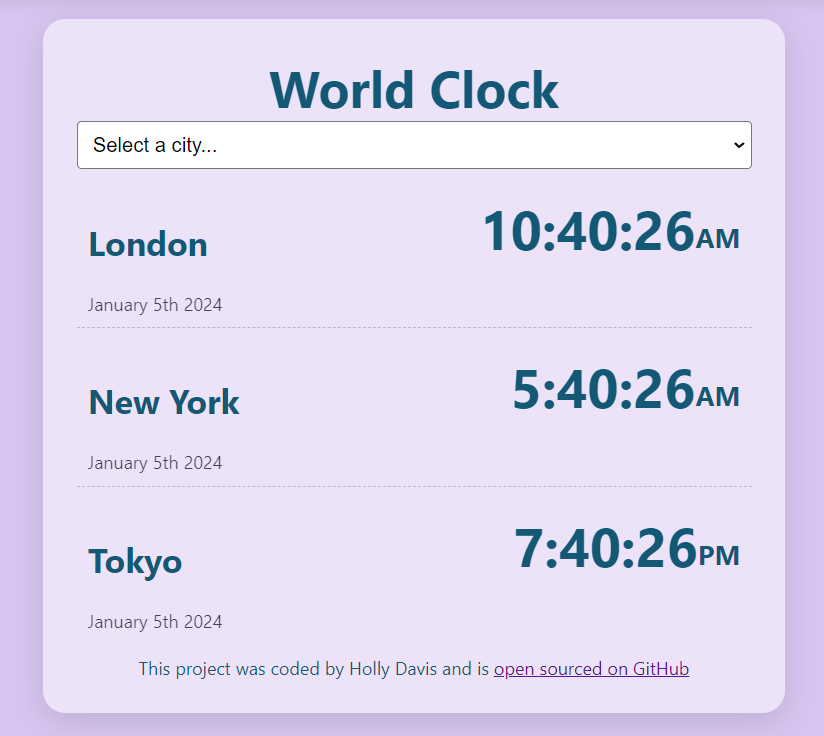 World Clock
Select a city...
London 10:40:26AM
January 5th 2024
New York 5:40:26AM
January 5th 2024
Tokyo 7:40:26PM
January 5th 2024
This project was coded by Holly Davis and is open sourced on GitHub